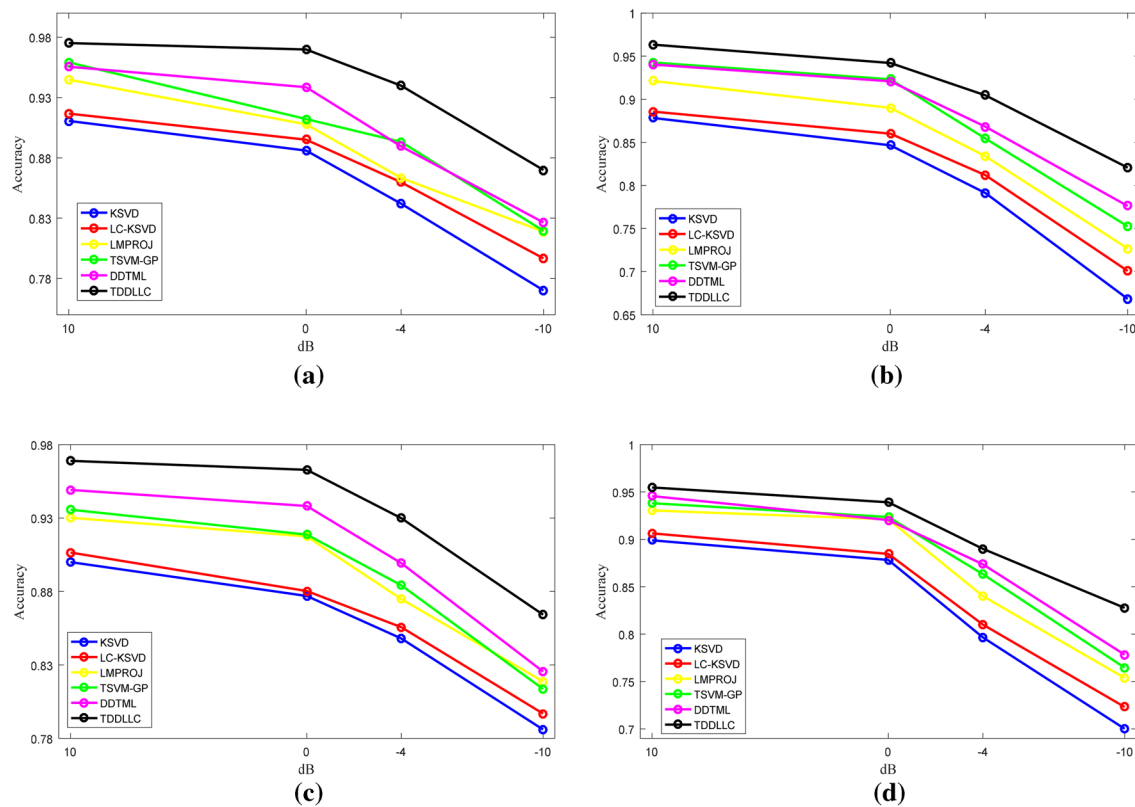 0.98
0.93
0.88
0.83
0.78
Accuracy
KSVD
LC-KSVD
LMPROJ
TSVM-GP
DDTML
TDDLLC
10
0
-4
-10
dB
(a)
1
0.95
0.9
0.85
0.8
0.75
0.7
0.65
Accuracy
KSVD
LC-KSVD
LMPROJ
TSVM-GP
DDTML
TDDLLC
10
0
-4
-10
dB
(b)
0.98
0.93
0.88
0.83
0.78
Accuracy
KSVD
LC-KSVD
LMPROJ
TSVM-GP
DDTML
TDDLLC
10
0
-4
-10
dB
(c)
1
0.95
0.9
0.85
0.8
0.75
0.7
Accuracy
KSVD
LC-KSVD
LMPROJ
TSVM-GP
DDTML
TDDLLC
10
0
-4
-10
dB
(d)